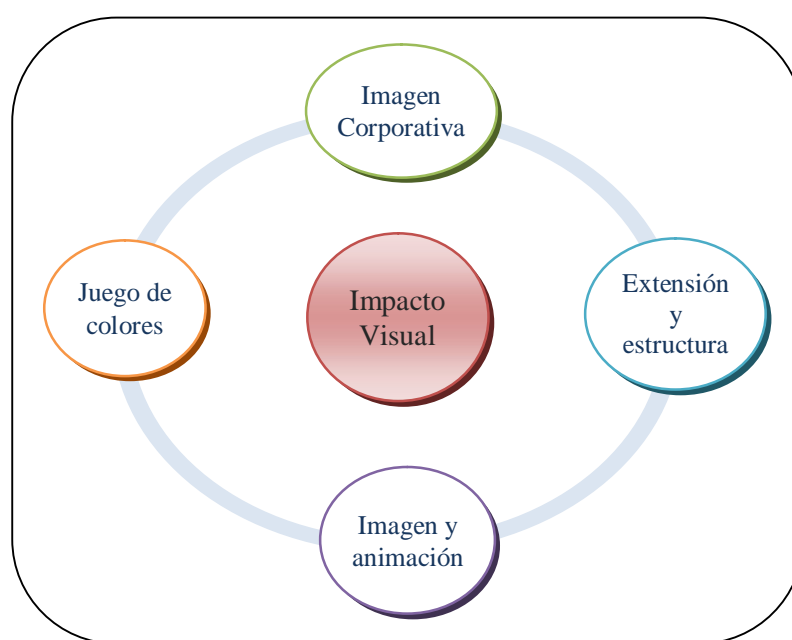 Imagen
Corporativa
Juego de
colores
Impacto
Visual
Extensión
y
estructura
Imagen y
animación